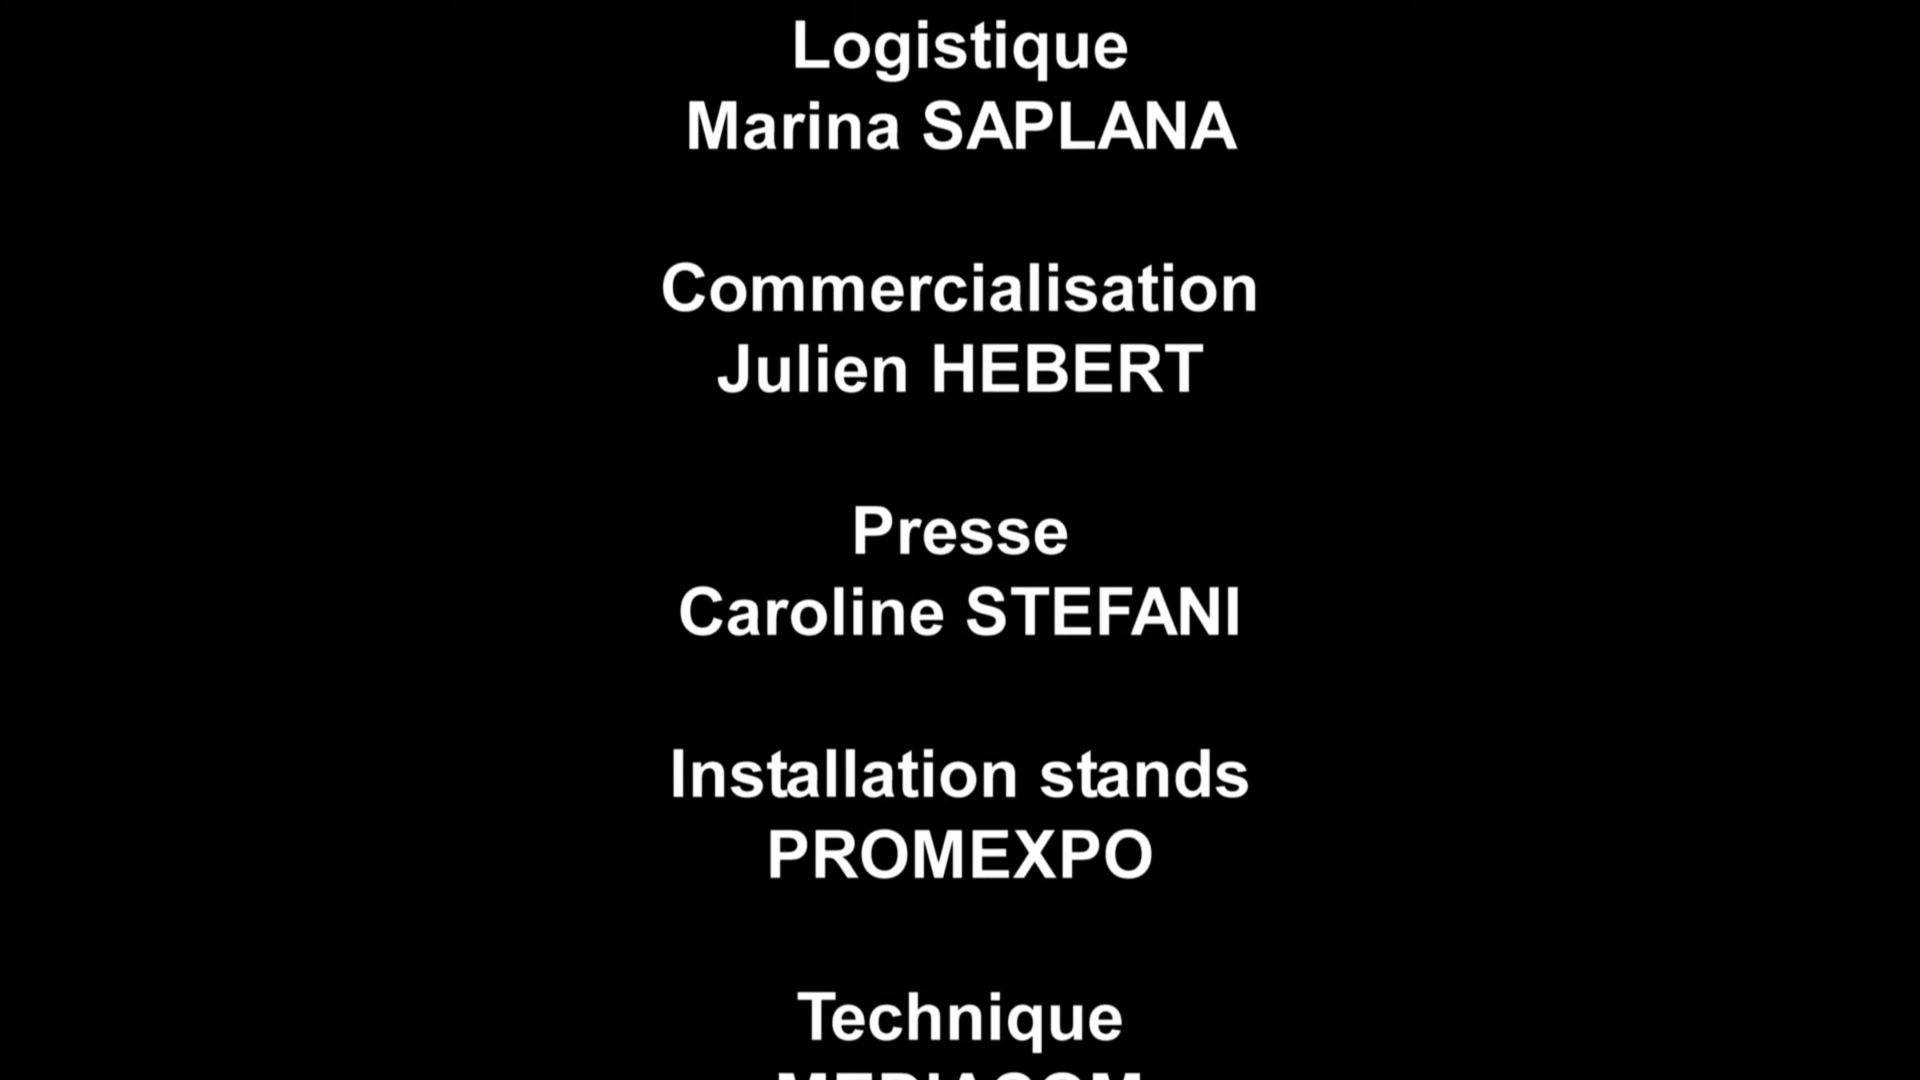 Logistique
Marina SAPLANA
Commercialisation
Julien HEBERT
Presse
Caroline STEFANI
Installation stands
PROMEXPO
Technique